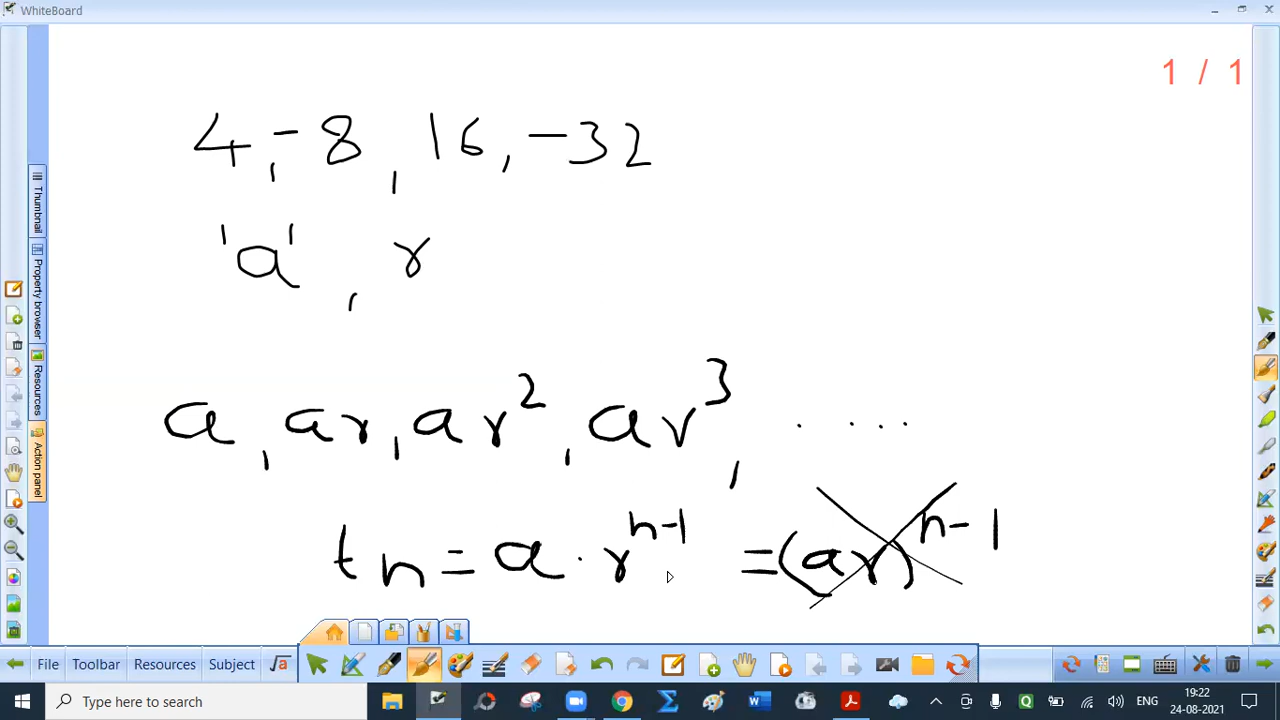 WhiteBoard
1 / 1
4, -8, 16, -32
'a', r
a, ar, ar², ar³, . . . .
tn = a · r^(n-1) = (ar)^(n-1)
Thumbnail
Property browser
Resources
Action panel
File Toolbar Resources Subject √a
Type here to search
ENG
19:22
24-08-2021